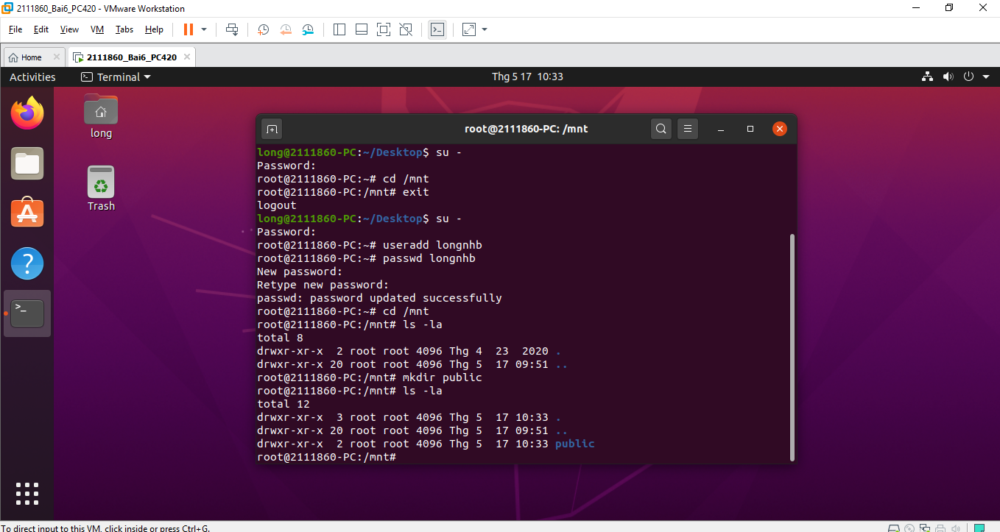 2111860_Bai6_PC420 - VMware Workstation
File Edit View VM Tabs Help
Home 2111860_Bai6_PC420
Activities Terminal Thg 5 17 10:33
long
Trash
root@2111860-PC: /mnt
long@2111860-PC:~/Desktop$ su -
Password:
root@2111860-PC:~# cd /mnt
root@2111860-PC:/mnt# exit
logout
long@2111860-PC:~/Desktop$ su -
Password:
root@2111860-PC:~# useradd longnhb
root@2111860-PC:~# passwd longnhb
New password:
Retype new password:
passwd: password updated successfully
root@2111860-PC:~# cd /mnt
root@2111860-PC:/mnt# ls -la
total 8
drwxr-xr-x  2 root root 4096 Thg 4  23  2020 .
drwxr-xr-x 20 root root 4096 Thg 5  17 09:51 ..
root@2111860-PC:/mnt# mkdir public
root@2111860-PC:/mnt# ls -la
total 12
drwxr-xr-x  3 root root 4096 Thg 5  17 10:33 .
drwxr-xr-x 20 root root 4096 Thg 5  17 09:51 ..
drwxr-xr-x  2 root root 4096 Thg 5  17 10:33 public
root@2111860-PC:/mnt#
To direct input to this VM, click inside or press Ctrl+G.